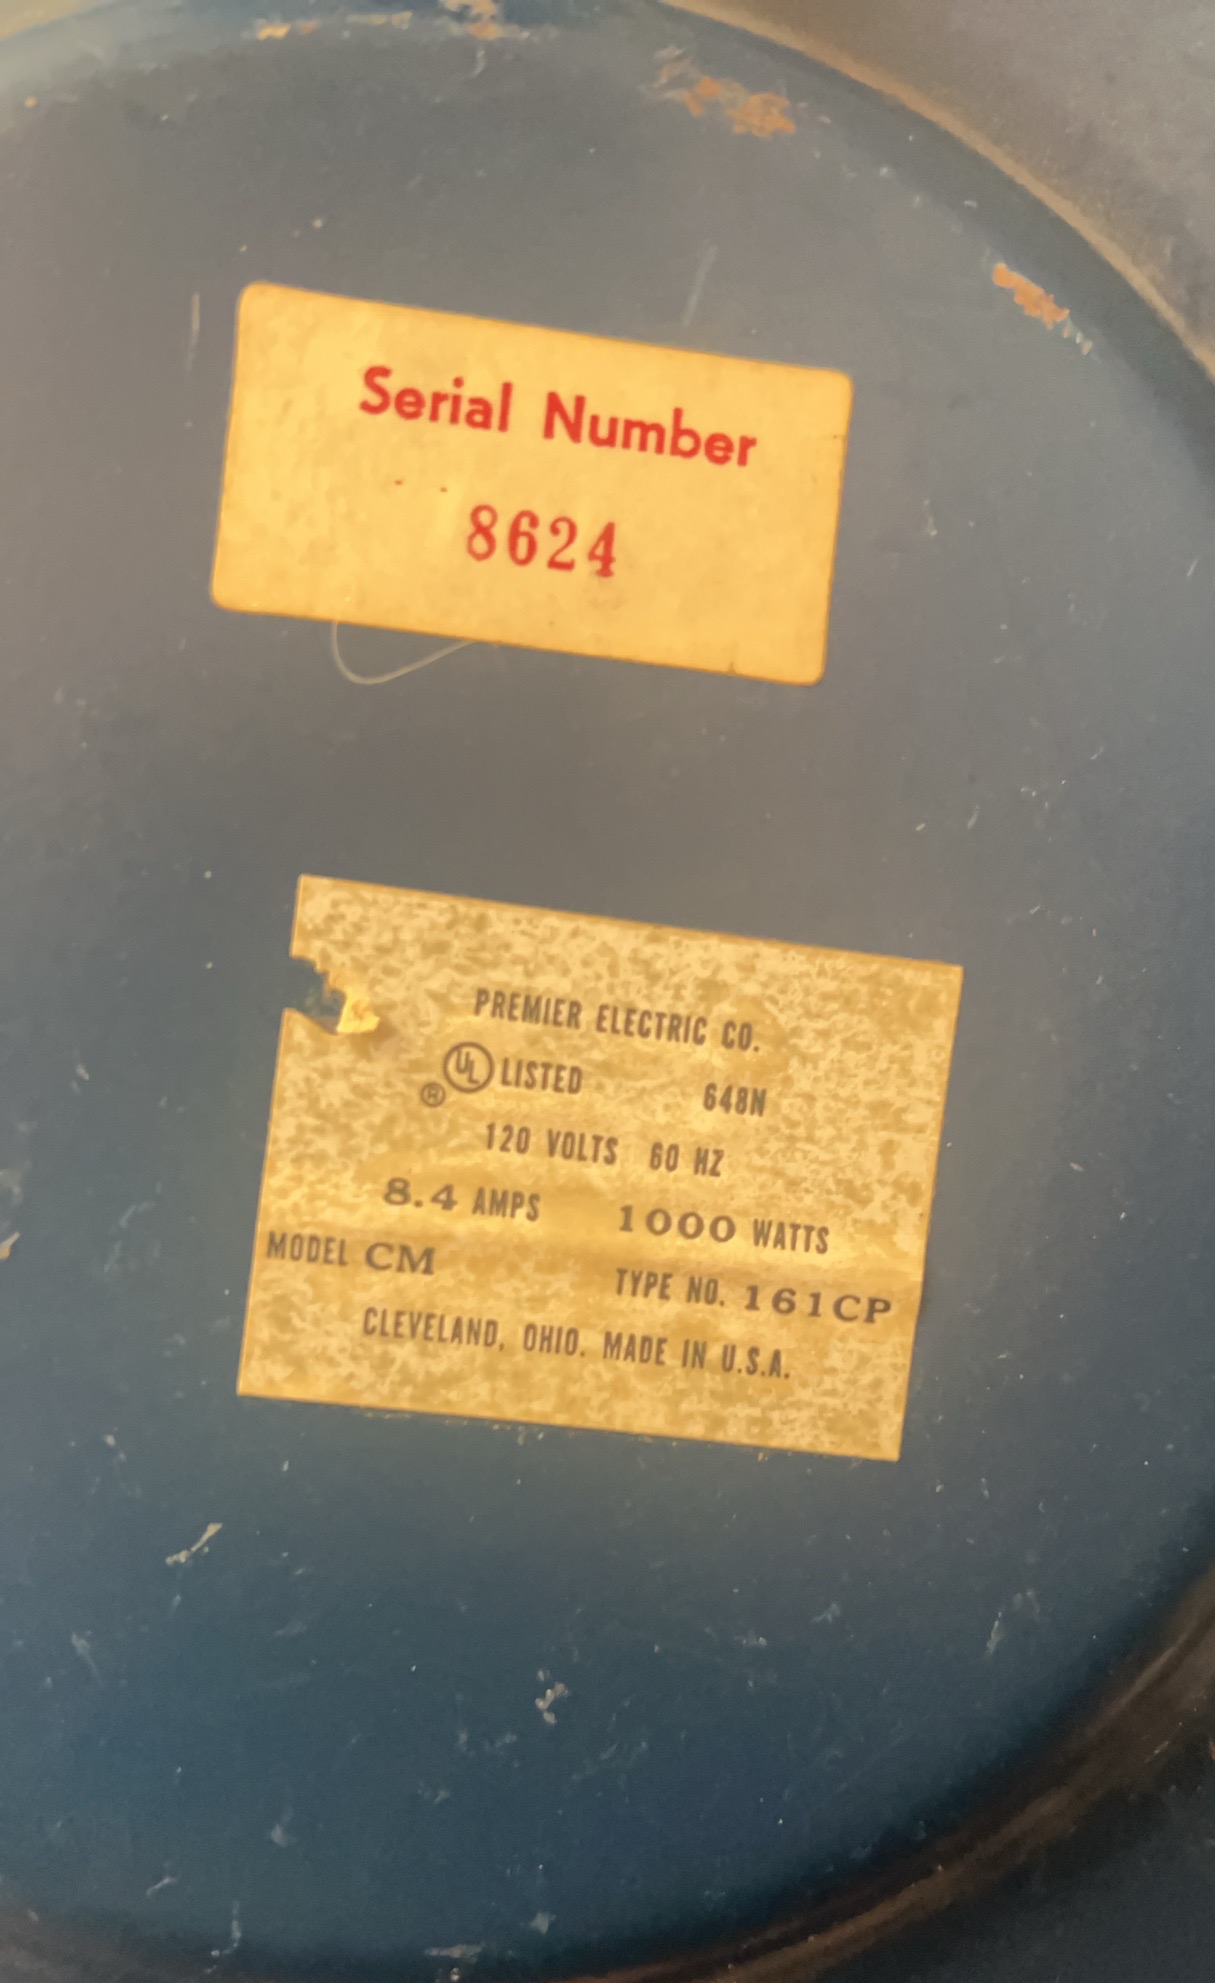 Serial Number
8624
PREMIER ELECTRIC CO.
UL LISTED 648N
®
120 VOLTS 60 HZ
8.4 AMPS 1000 WATTS
MODEL CM TYPE NO. 161CP
CLEVELAND, OHIO. MADE IN U.S.A.